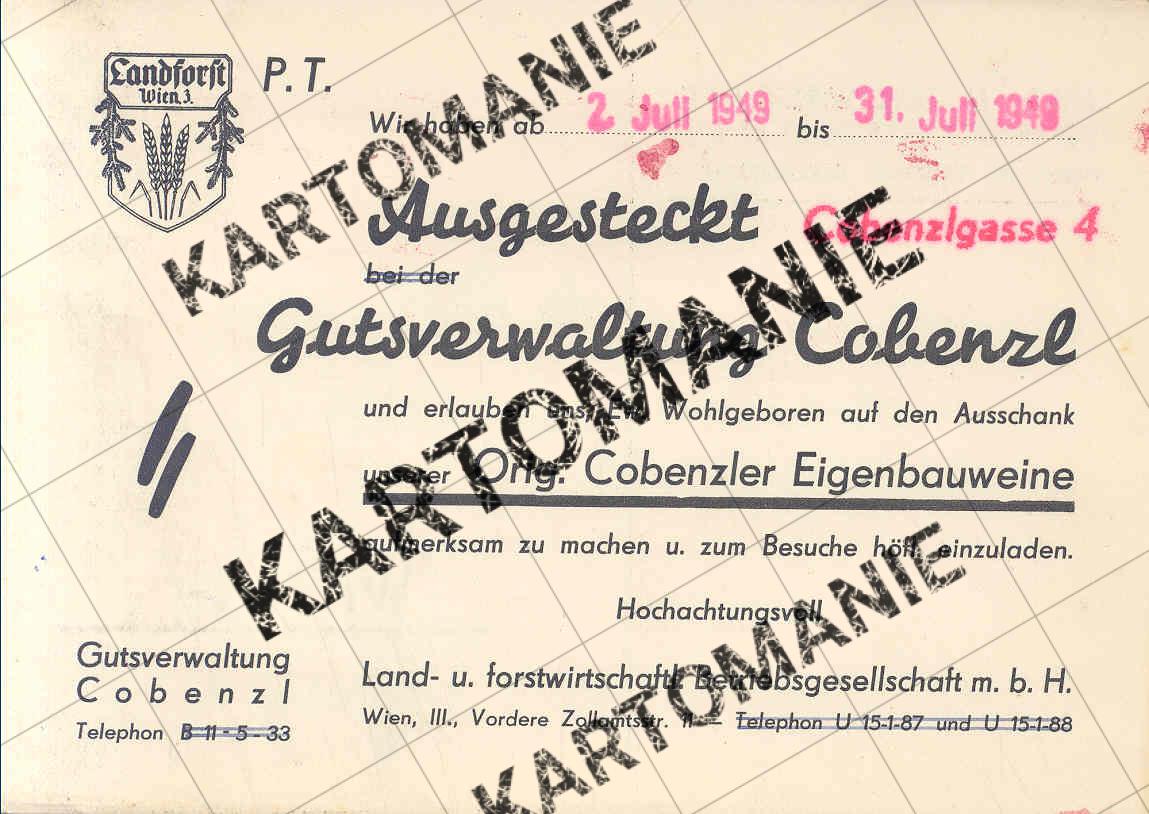 Landforst
Wien 3.
P. T.
Wir haben ab 2. Juli 1949 bis 31. Juli 1949
Ausgesteckt Cobenzlgasse 4
bei der
Gutsverwaltung Cobenzl
und erlauben uns Ew. Wohlgeboren auf den Ausschank
unserer Orig. Cobenzler Eigenbauweine
aufmerksam zu machen u. zum Besuche höfl. einzuladen.
Hochachtungsvoll
Gutsverwaltung
Cobenzl
Telephon B 11-5-33
Land- u. forstwirtschaftl. Betriebsgesellschaft m. b. H.
Wien, III., Vordere Zollamtsstr. 11 — Telephon U 15-1-87 und U 15-1-88
KARTOMANIE
KARTOMANIE
KARTOMANIE